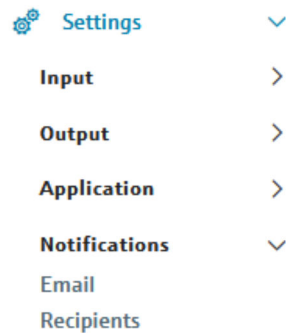 Settings
Input
Output
Application
Notifications
Email
Recipients